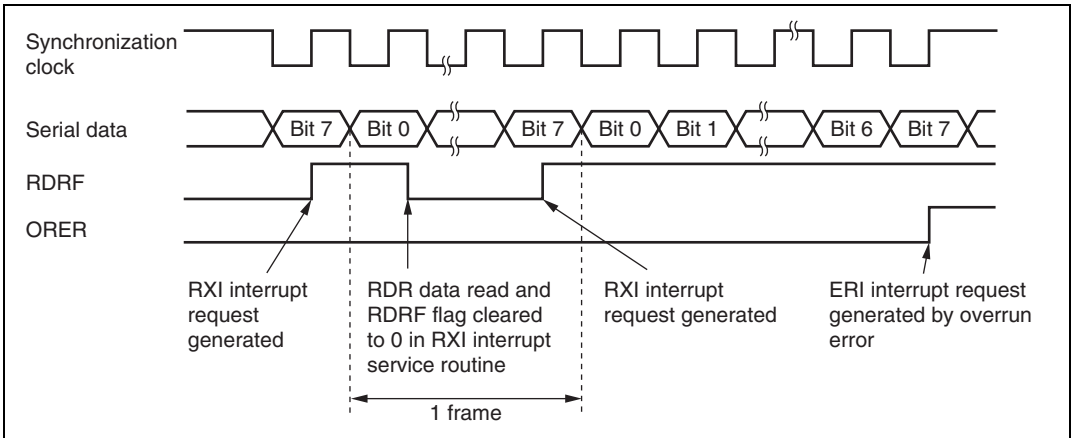 Synchronization
clock
Serial data
Bit 7
Bit 0
Bit 7
Bit 0
Bit 1
Bit 6
Bit 7
RDRF
ORER
RXI interrupt
request
generated
RDR data read and
RDRF flag cleared
to 0 in RXI interrupt
service routine
RXI interrupt
request generated
ERI interrupt request
generated by overrun
error
1 frame